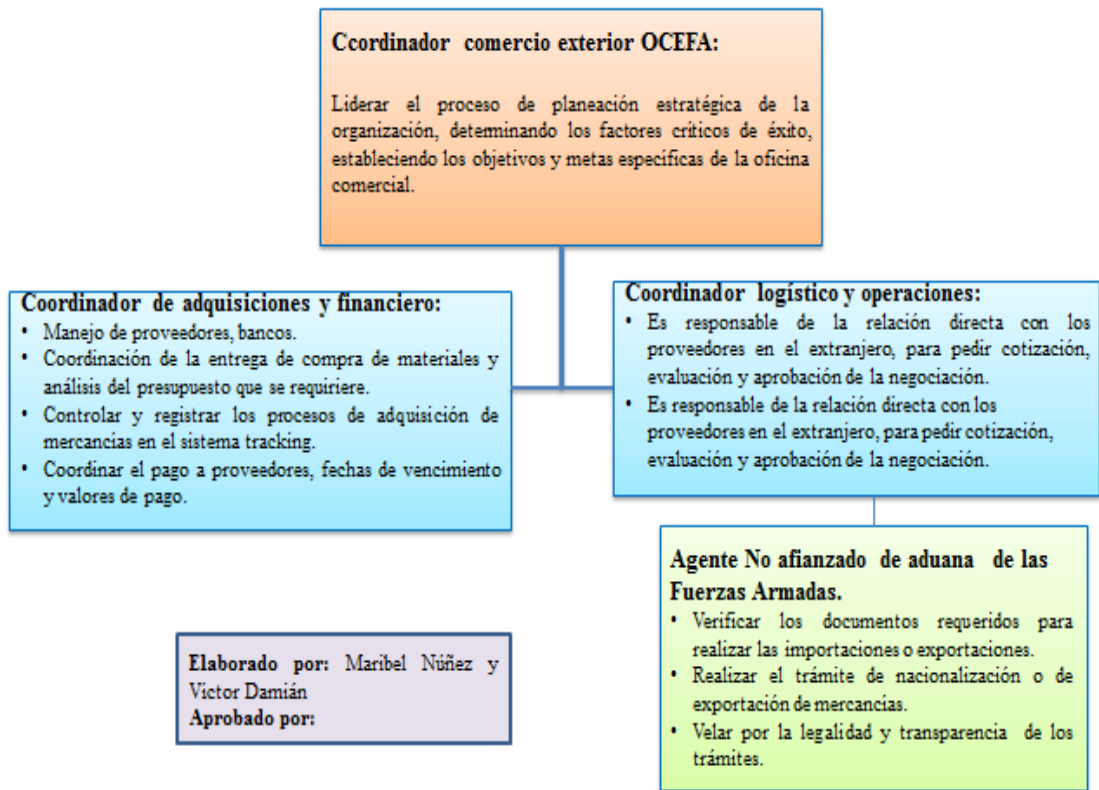 Ccordinador comercio exterior OCEFA:
Liderar el proceso de planeación estratégica de la
organización, determinando los factores críticos de éxito,
estableciendo los objetivos y metas especificas de la oficina
comercial.
Coordinador de adquisiciones y financiero:
• Manejo de proveedores, bancos.
• Coordinación de la entrega de compra de materiales y
análisis del presupuesto que se requiriere.
• Controlar y registrar los procesos de adquisición de
mercancías en el sistema tracking.
• Coordinar el pago a proveedores, fechas de vencimiento
y valores de pago.
Coordinador logístico y operaciones:
• Es responsable de la relación directa con los
proveedores en el extranjero, para pedir cotización,
evaluación y aprobación de la negociación.
• Es responsable de la relación directa con los
proveedores en el extranjero, para pedir cotización,
evaluación y aprobación de la negociación.
Agente No afianzado de aduana de las
Fuerzas Armadas.
• Verificar los documentos requeridos para
realizar las importaciones o exportaciones.
• Realizar el trámite de nacionalización o de
exportación de mercancías.
• Velar por la legalidad y transparencia de los
trámites.
Elaborado por: Maribel Núñez y
Victor Damián
Aprobado por: